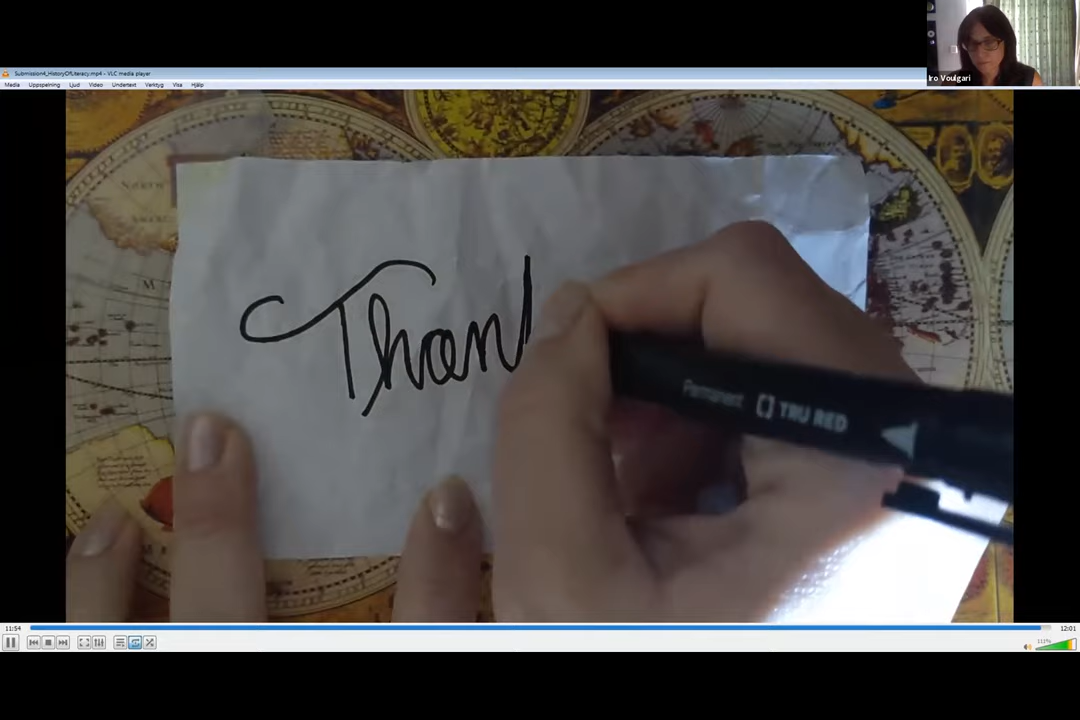 Iro Voulgari
Submission4_HistoryOfLiteracy.mp4 - VLC media player
Media Uppspelning Ljud Video Undertext Verktyg Visa Hjälp
Than
Permanent TRU RED
11:54 12:01
112%